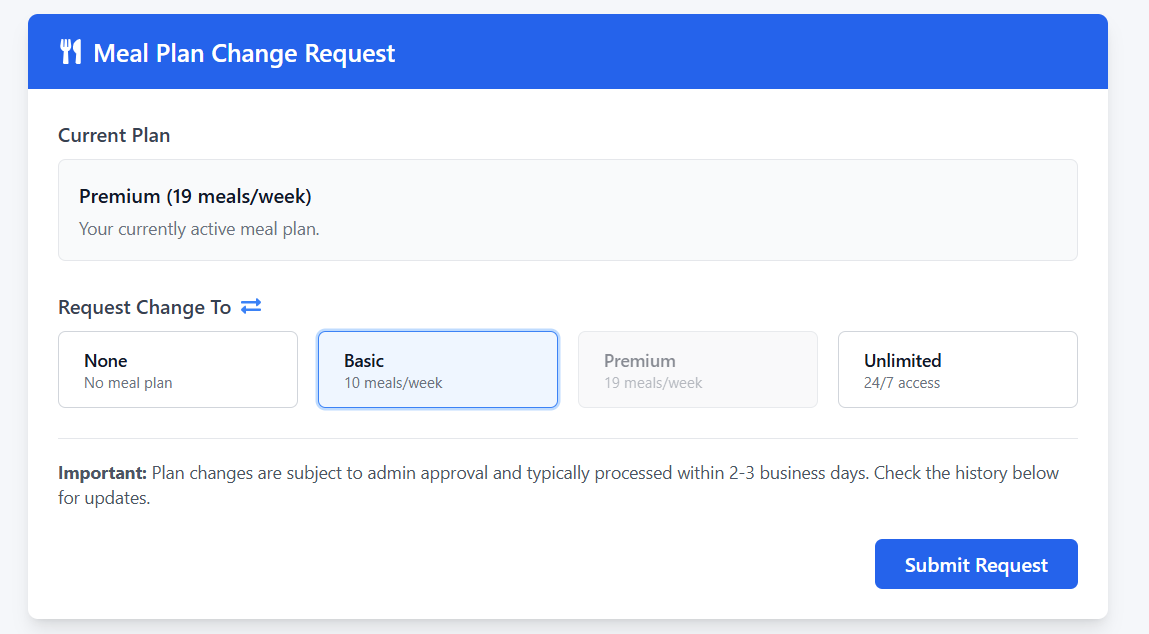 Meal Plan Change Request
Current Plan
Premium (19 meals/week)
Your currently active meal plan.
Request Change To
None
No meal plan
Basic
10 meals/week
Premium
19 meals/week
Unlimited
24/7 access
Important: Plan changes are subject to admin approval and typically processed within 2-3 business days. Check the history below
for updates.
Submit Request